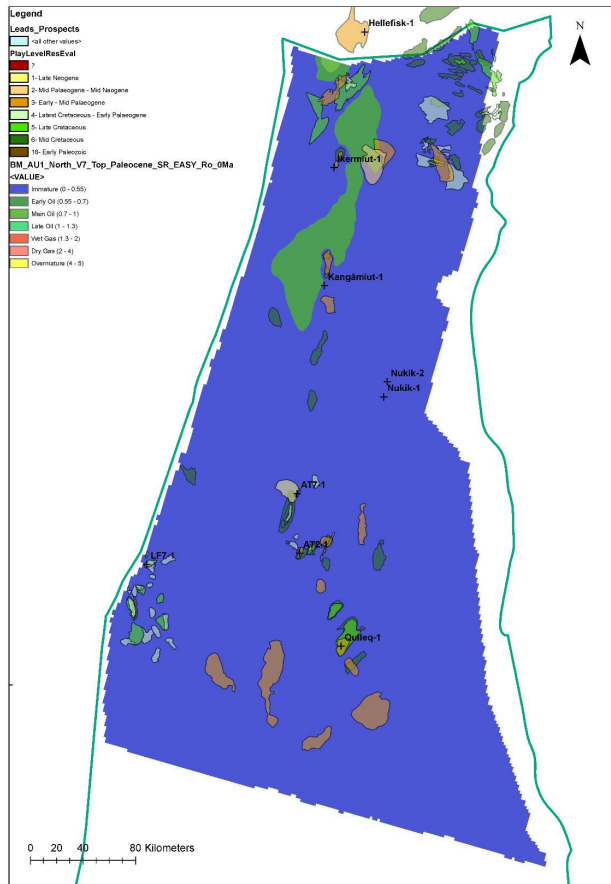 Legend
Leads_Prospects
<all other values>
PlayLevelResEval
?
1- Late Neogene
2- Mid Palaeogene - Mid Neogene
3- Early - Mid Palaeogene
4- Latent Cretaceous - Early Palaeogene
5- Late Cretaceous
6- Mid Cretaceous
16- Early Paleozoic
BM_AU1_North_V7_Top_Paleocene_SR_EASY_Ro_0Ma
<VALUE>
Immature (0 - 0.55)
Early Oil (0.55 - 0.7)
Main Oil (0.7 - 1)
Late Oil (1 - 1.3)
Wet Gas (1.3 - 2)
Dry Gas (2 - 4)
Overmature (4 - 5)
Hellefisk-1
N
Ikermiut-1
Kangâmiut-1
Nukik-2
Nukik-1
AT7-1
AT2-1
LF7-1
Qulleq-1
0 20 40 80 Kilometers